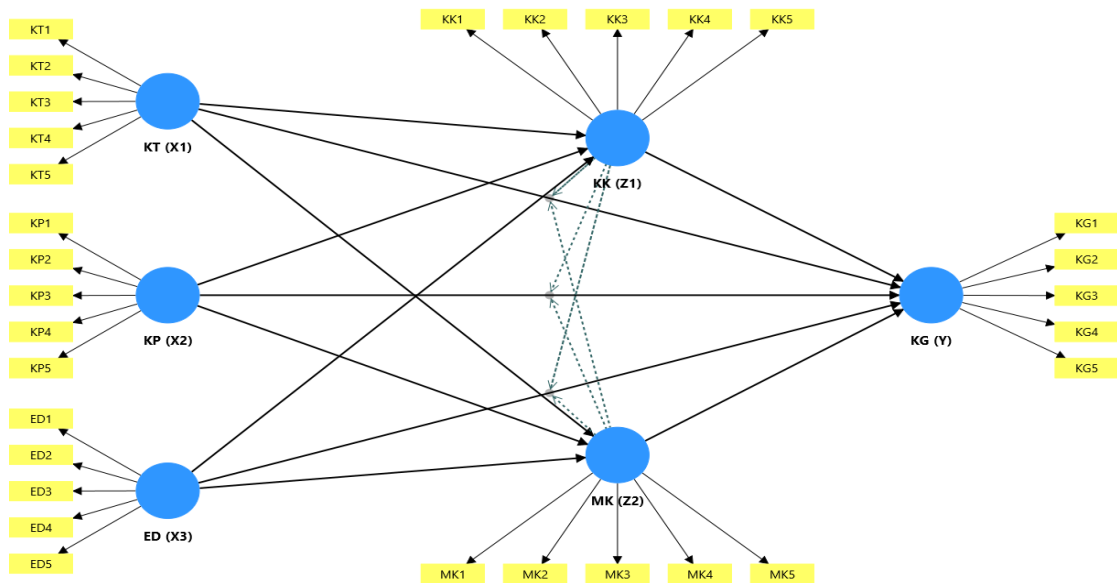 KT1
KT2
KT3
KT4
KT5
KT (X1)
KP1
KP2
KP3
KP4
KP5
KP (X2)
ED1
ED2
ED3
ED4
ED5
ED (X3)
KK1
KK2
KK3
KK4
KK5
KK (Z1)
MK (Z2)
MK1
MK2
MK3
MK4
MK5
KG (Y)
KG1
KG2
KG3
KG4
KG5